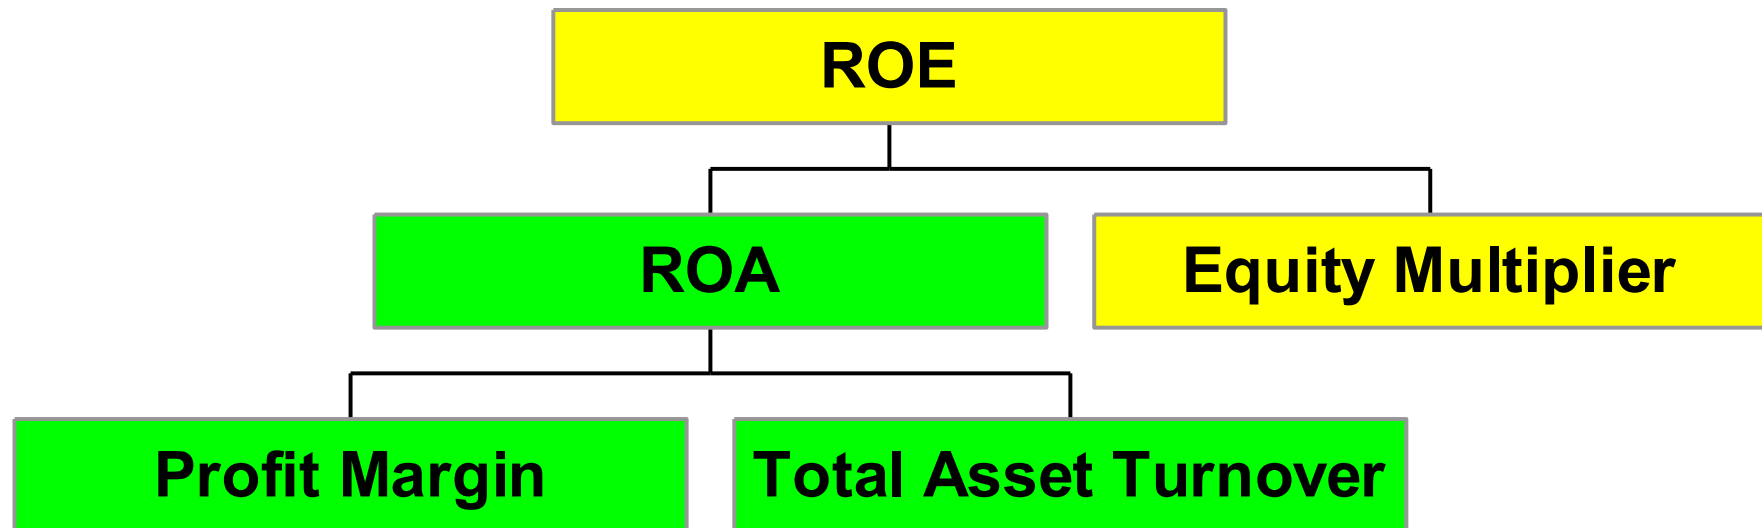 ROE
ROA
Equity Multiplier
Profit Margin
Total Asset Turnover